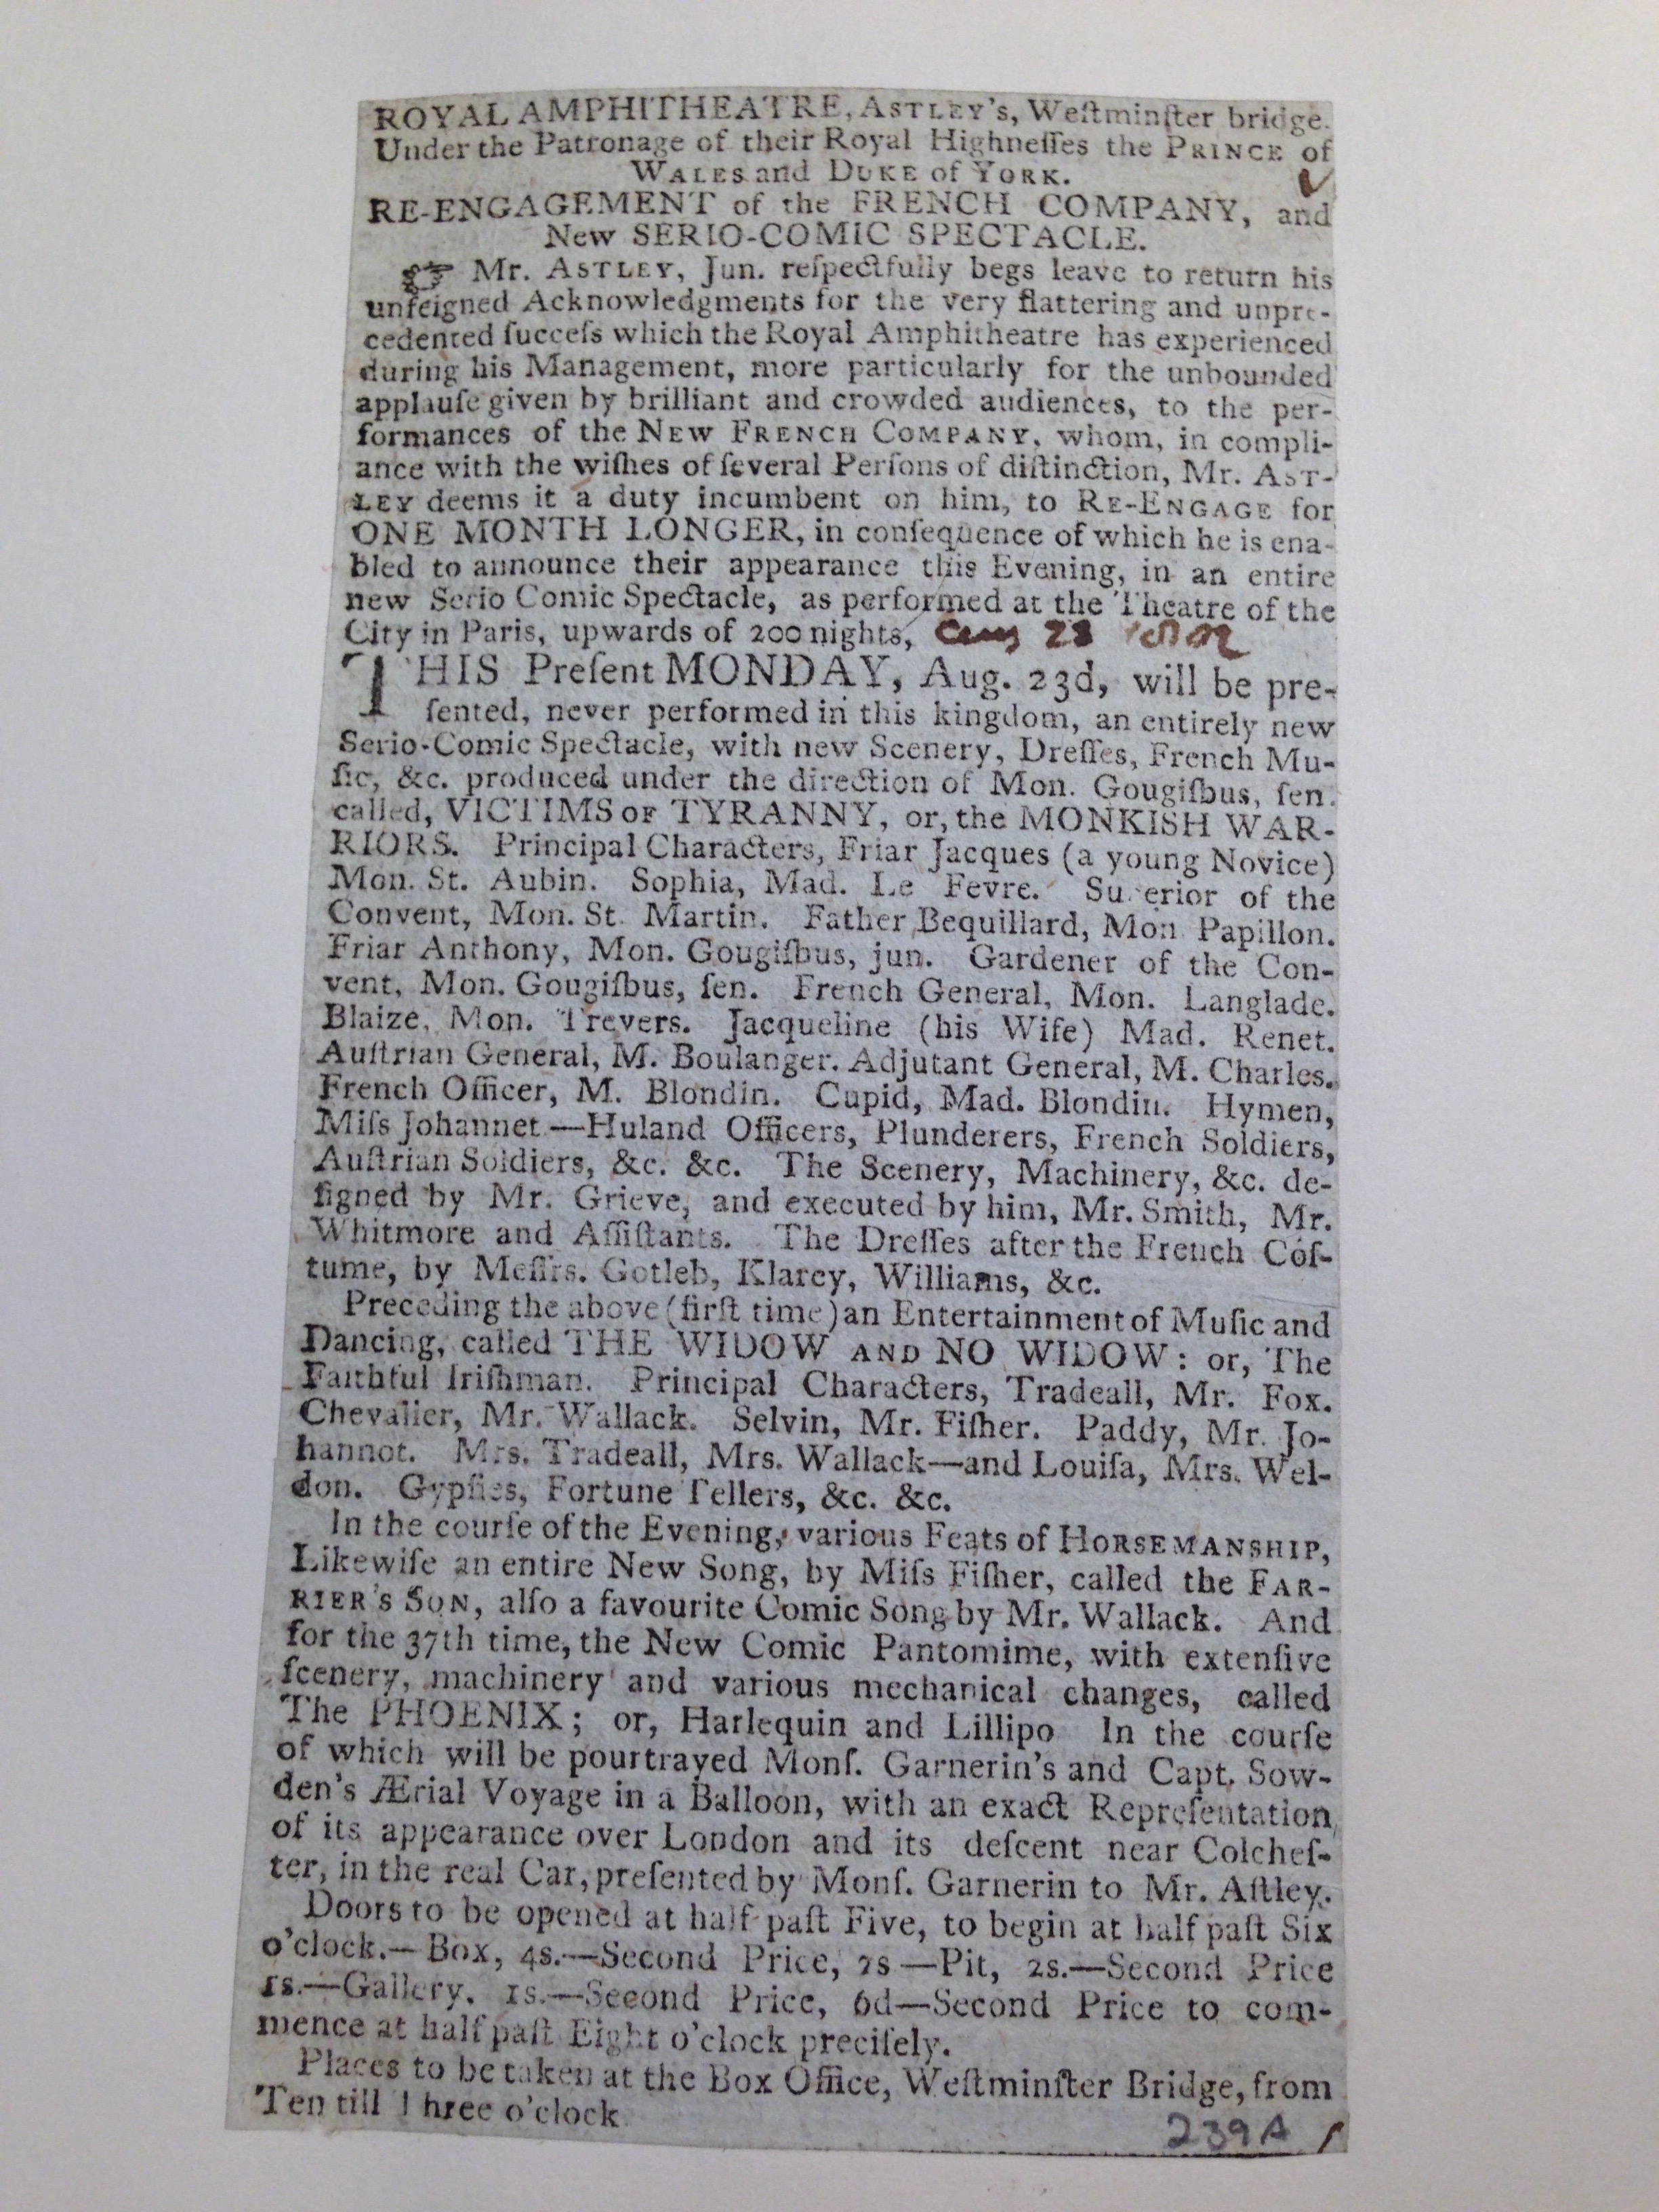 ROYAL AMPHITHEATRE, ASTLEY's, Weſtminſter bridge.
Under the Patronage of their Royal Highneſſes the PRINCE of
WALES and DUKE of YORK.
RE-ENGAGEMENT of the FRENCH COMPANY, and
New SERIO-COMIC SPECTACLE.
☞ Mr. ASTLEY, Jun. reſpectfully begs leave to return his
unfeigned Acknowledgments for the very flattering and unpre-
cedented ſucceſs which the Royal Amphitheatre has experienced
during his Management, more particularly for the unbounded
applauſe given by brilliant and crowded audiences, to the per-
formances of the NEW FRENCH COMPANY, whom, in compli-
ance with the wiſhes of ſeveral Perſons of diſtinction, Mr. AST-
LEY deems it a duty incumbent on him, to RE-ENGAGE for
ONE MONTH LONGER, in conſequence of which he is ena-
bled to announce their appearance this Evening, in an entire
new Serio Comic Spectacle, as performed at the Theatre of the
City in Paris, upwards of 200 nights, 28
THIS Preſent MONDAY, Aug. 23d, will be pre-
ſented, never performed in this kingdom, an entirely new
Serio-Comic Spectacle, with new Scenery, Dreſſes, French Mu-
ſic, &c. produced under the direction of Mon. Gougiſbus, ſen.
called, VICTIMS OF TYRANNY, or, the MONKISH WAR-
RIORS. Principal Characters, Friar Jacques (a young Novice)
Mon. St. Aubin. Sophia, Mad. Le Fevre. Su erior of the
Convent, Mon. St. Martin. Father Bequillard, Mon Papillon.
Friar Anthony, Mon. Gougiſbus, jun. Gardener of the Con-
vent, Mon. Gougiſbus, ſen. French General, Mon. Langlade.
Blaize, Mon. Trevers. Jacqueline (his Wife) Mad. Renet.
Auſtrian General, M. Boulanger. Adjutant General, M. Charles.
French Officer, M. Blondin. Cupid, Mad. Blondin. Hymen,
Miſs Johannet—Huland Officers, Plunderers, French Soldiers,
Auſtrian Soldiers, &c. &c. The Scenery, Machinery, &c. de-
ſigned by Mr. Grieve, and executed by him, Mr. Smith, Mr.
Whitmore and Aſſiſtants. The Dreſſes after the French Coſ-
tume, by Meſſrs. Gotleb, Klarcy, Williams, &c.
Preceding the above (firſt time) an Entertainment of Muſic and
Dancing, called THE WIDOW AND NO WIDOW: or, The
Faithful Iriſhman. Principal Characters, Tradeall, Mr. Fox.
Chevalier, Mr. Wallack. Selvin, Mr. Fiſher. Paddy, Mr. Jo-
hannot. Mrs. Tradeall, Mrs. Wallack—and Louiſa, Mrs. Wel-
don. Gypſies, Fortune Tellers, &c. &c.
In the courſe of the Evening, various Feats of HORSEMANSHIP,
Likewiſe an entire New Song, by Miſs Fiſher, called the FAR-
RIER's SON, alſo a favourite Comic Song by Mr. Wallack. And
for the 37th time, the New Comic Pantomime, with extenſive
ſcenery, machinery and various mechanical changes, called
The PHOENIX; or, Harlequin and Lillipo In the courſe
of which will be pourtrayed Monſ. Garnerin's and Capt. Sow-
den's Ærial Voyage in a Balloon, with an exact Repreſentation
of its appearance over London and its deſcent near Colcheſ-
ter, in the real Car, preſented by Monſ. Garnerin to Mr. Aſtley.
Doors to be opened at half paſt Five, to begin at half paſt Six
o'clock.—Box, 4s.—Second Price, 2s—Pit, 2s.—Second Price
1s.—Gallery, 1s.—Second Price, 6d—Second Price to com-
mence at half paſt Eight o'clock preciſely.
Places to be taken at the Box Office, Weſtminſter Bridge, from
Ten till Three o'clock
239A